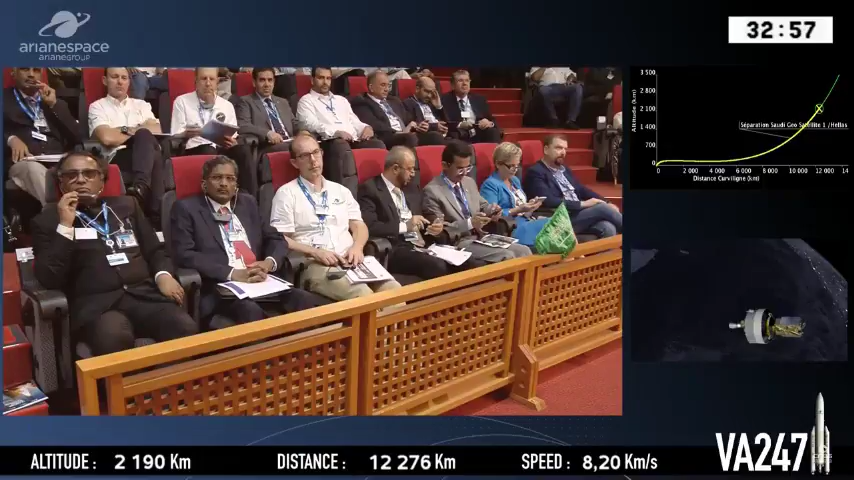 arianespace
arianegroup
32:57
3 500
2 800
2 100
1 400
700
0
Altitude (km)
Séparation Saudi Geo Satellite 1 /Hellas
0
2 000
4 000
6 000
8 000
10 000
12 000
14
Distance Curviligne (km)
ALTITUDE : 2 190 Km
DISTANCE : 12 276 Km
SPEED : 8,20 Km/s
VA247